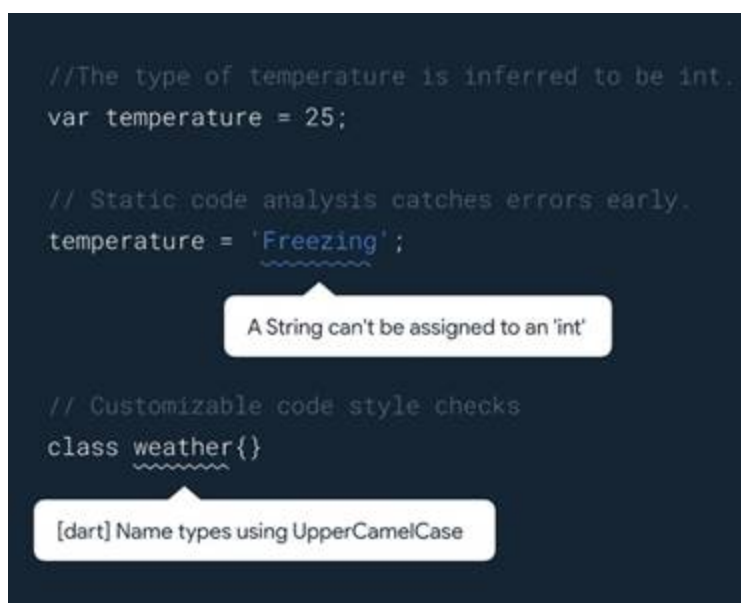 //The type of temperature is inferred to be int.
var temperature = 25;
// Static code analysis catches errors early.
temperature = 'Freezing';
A String can't be assigned to an 'int'
// Customizable code style checks
class weather{}
[dart] Name types using UpperCamelCase